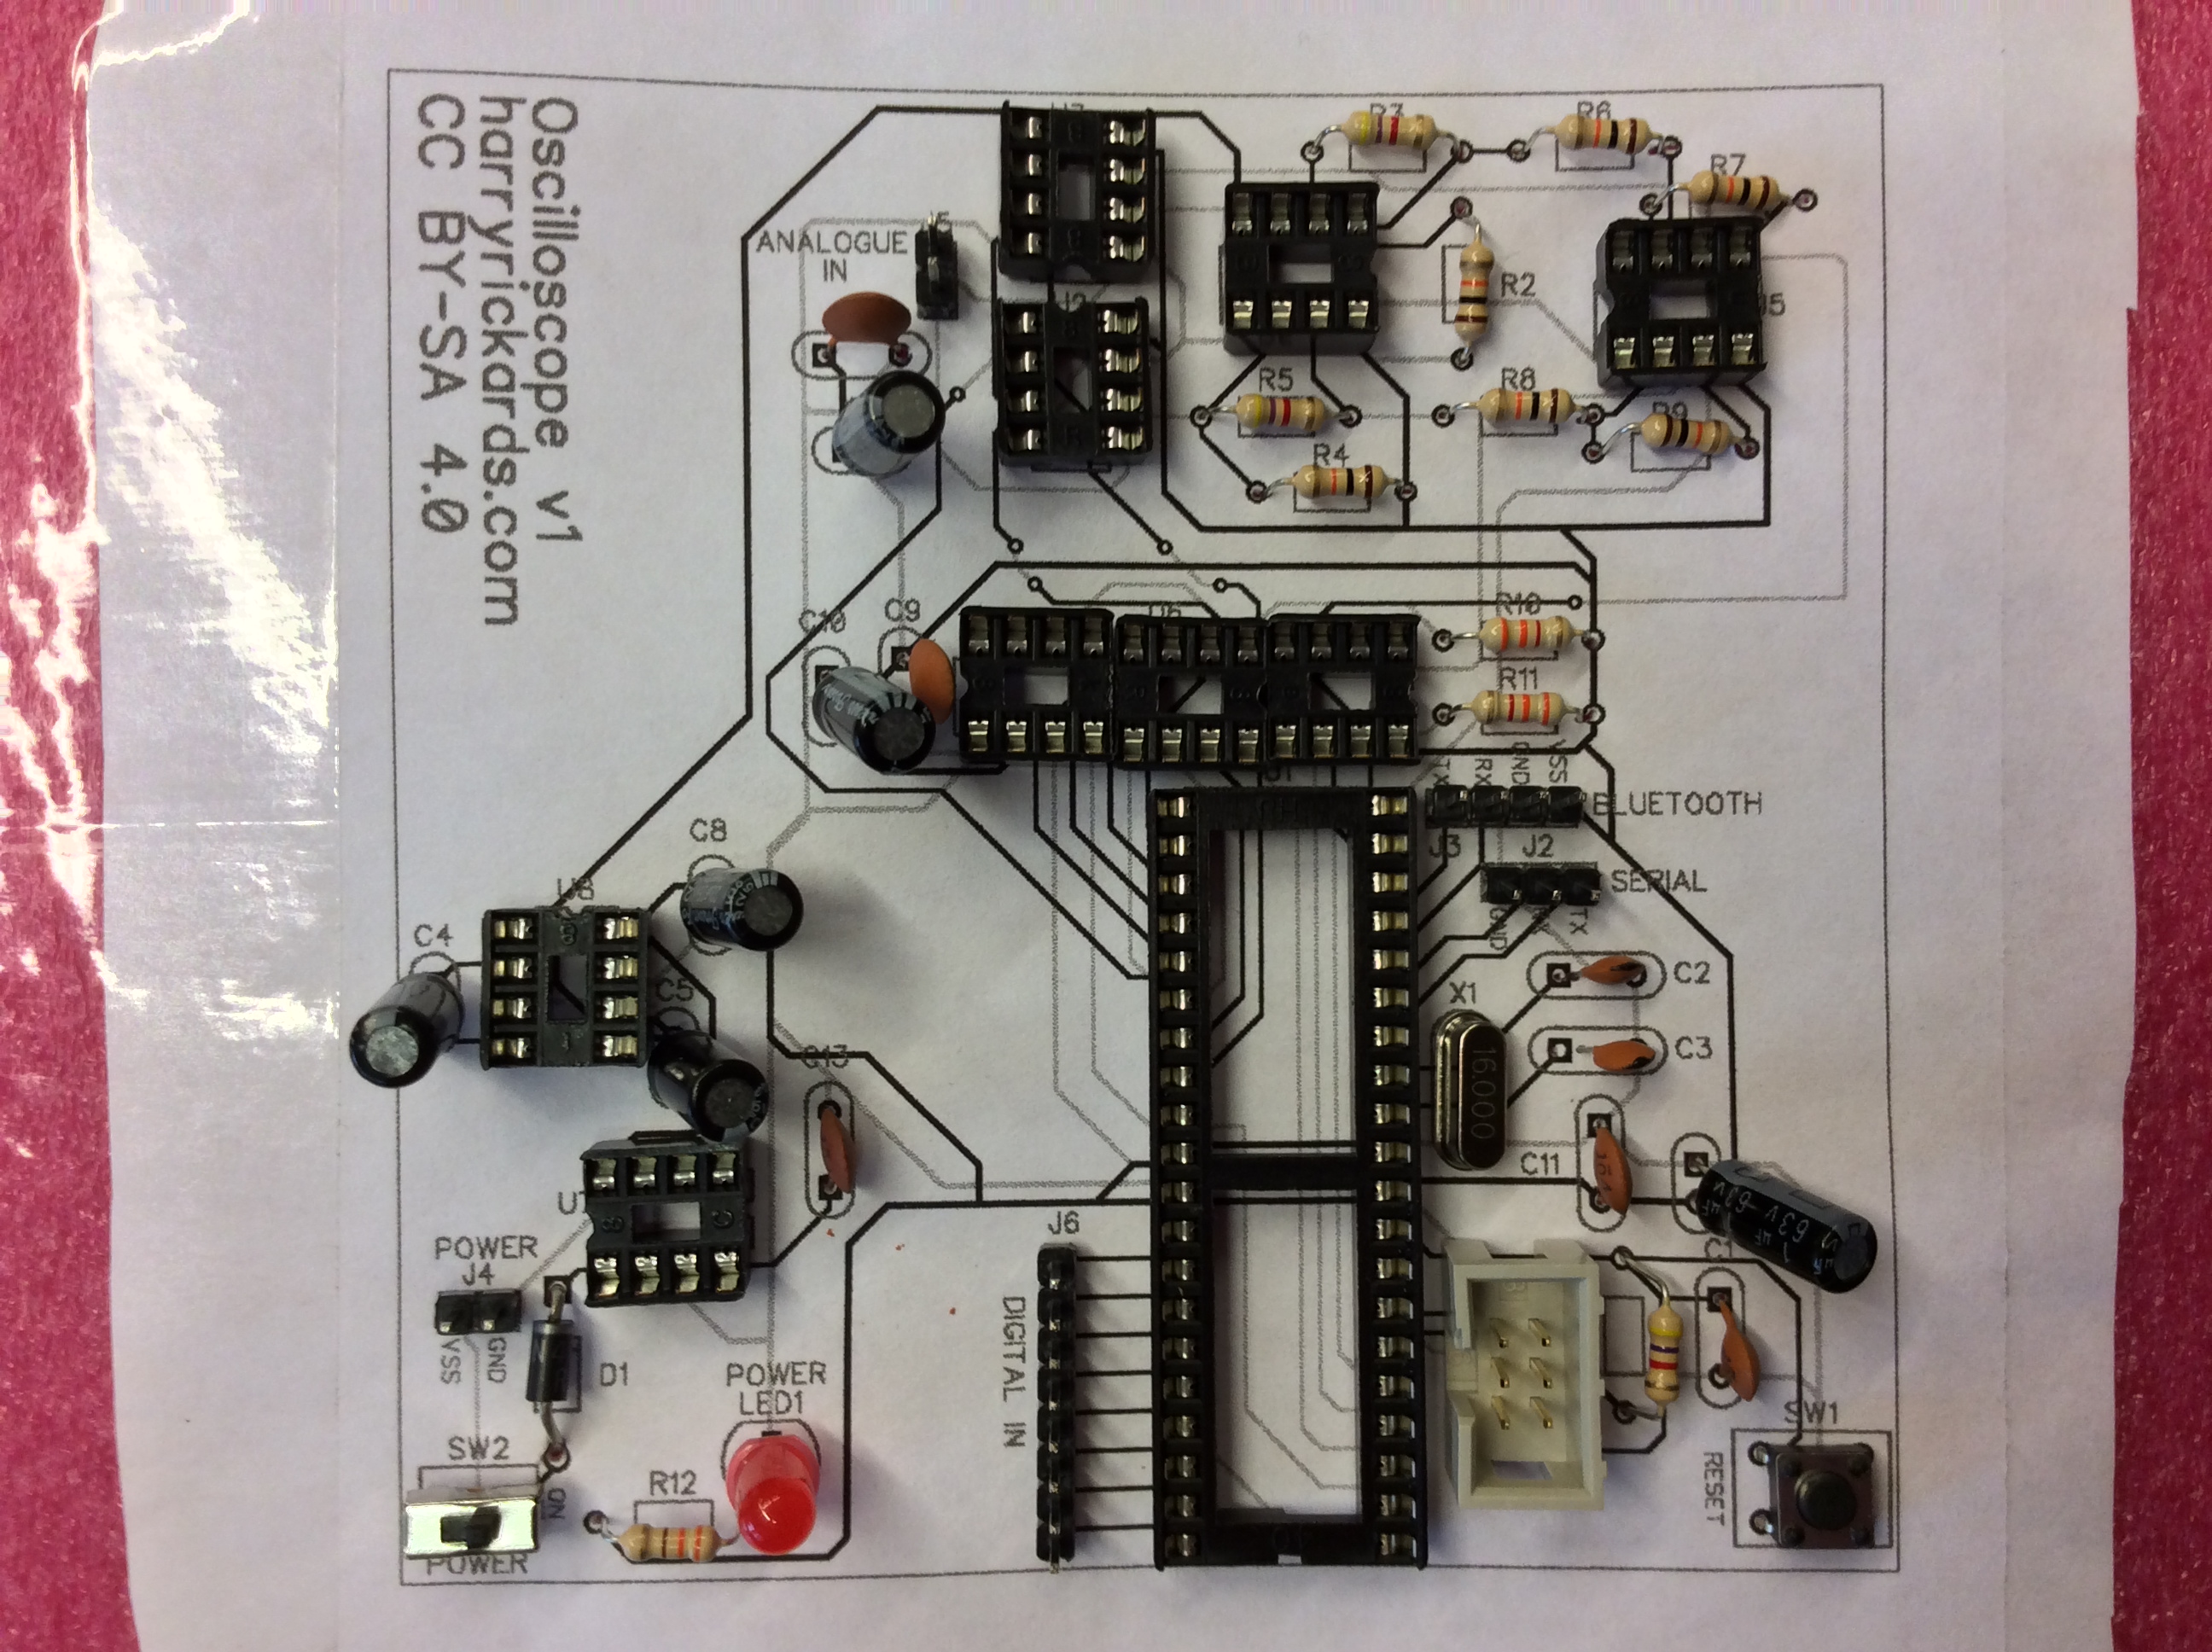 POWER
RESET
ON
R12
SW2
SW1
DIGITAL IN
LED1
POWER
D1
GND
VSS
J4
POWER
63V
63V
J6
C11
16.000
C3
X1
C2
C5
C4
TX
GND
SERIAL
J2
J3
C8
BLUETOOTH
VSS
GND
RX
TX
R11
R10
C9
C10
R4
R9
R8
R5
R2
ANALOGUE
IN
R7
R6
R3
Oscilloscope v1
harryrickards.com
CC BY-SA 4.0